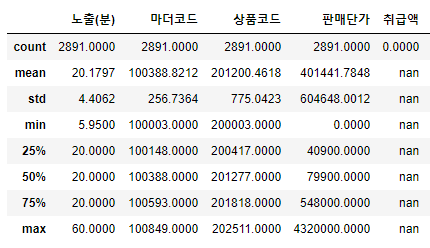 노출(분) 마더코드 상품코드 판매단가 취급액
count 2891.0000 2891.0000 2891.0000 2891.0000 0.0000
mean 20.1797 100388.8212 201200.4618 401441.7848 nan
std 4.4062 256.7364 775.0423 604648.0012 nan
min 5.9500 100003.0000 200003.0000 0.0000 nan
25% 20.0000 100148.0000 200417.0000 40900.0000 nan
50% 20.0000 100388.0000 201277.0000 79900.0000 nan
75% 20.0000 100593.0000 201818.0000 548000.0000 nan
max 60.0000 100849.0000 202511.0000 4320000.0000 nan